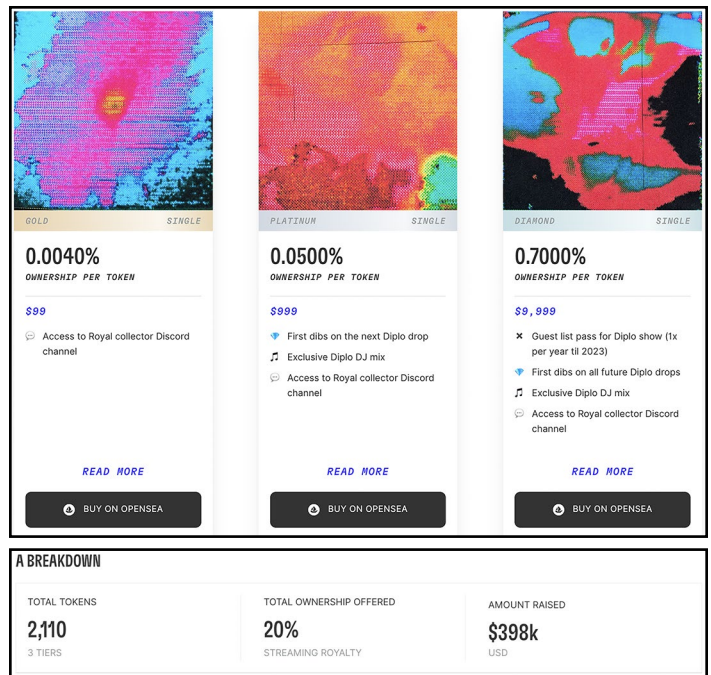 GOLD SINGLE
0.0040%
OWNERSHIP PER TOKEN
$99
Access to Royal collector Discord
channel
READ MORE
BUY ON OPENSEA
PLATINUM SINGLE
0.0500%
OWNERSHIP PER TOKEN
$999
First dibs on the next Diplo drop
Exclusive Diplo DJ mix
Access to Royal collector Discord
channel
READ MORE
BUY ON OPENSEA
DIAMOND SINGLE
0.7000%
OWNERSHIP PER TOKEN
$9,999
Guest list pass for Diplo show (1x
per year til 2023)
First dibs on all future Diplo drops
Exclusive Diplo DJ mix
Access to Royal collector Discord
channel
READ MORE
BUY ON OPENSEA
A BREAKDOWN
TOTAL TOKENS
2,110
3 TIERS
TOTAL OWNERSHIP OFFERED
20%
STREAMING ROYALTY
AMOUNT RAISED
$398k
USD